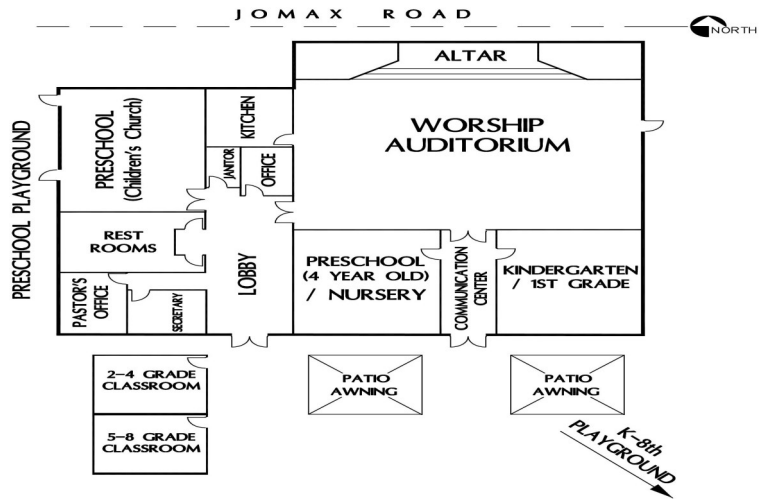 JOMAX ROAD
NORTH
ALTAR
WORSHIP
AUDITORIUM
KITCHEN
PRESCHOOL
(Children's Church)
PRESCHOOL PLAYGROUND
JANITOR
OFFICE
REST
ROOMS
LOBBY
PRESCHOOL
(4 YEAR OLD)
/ NURSERY
COMMUNICATION
CENTER
KINDERGARTEN
/ 1ST GRADE
PASTOR'S
OFFICE
SECRETARY
2-4 GRADE
CLASSROOM
PATIO
AWNING
PATIO
AWNING
5-8 GRADE
CLASSROOM
K-8th
PLAYGROUND